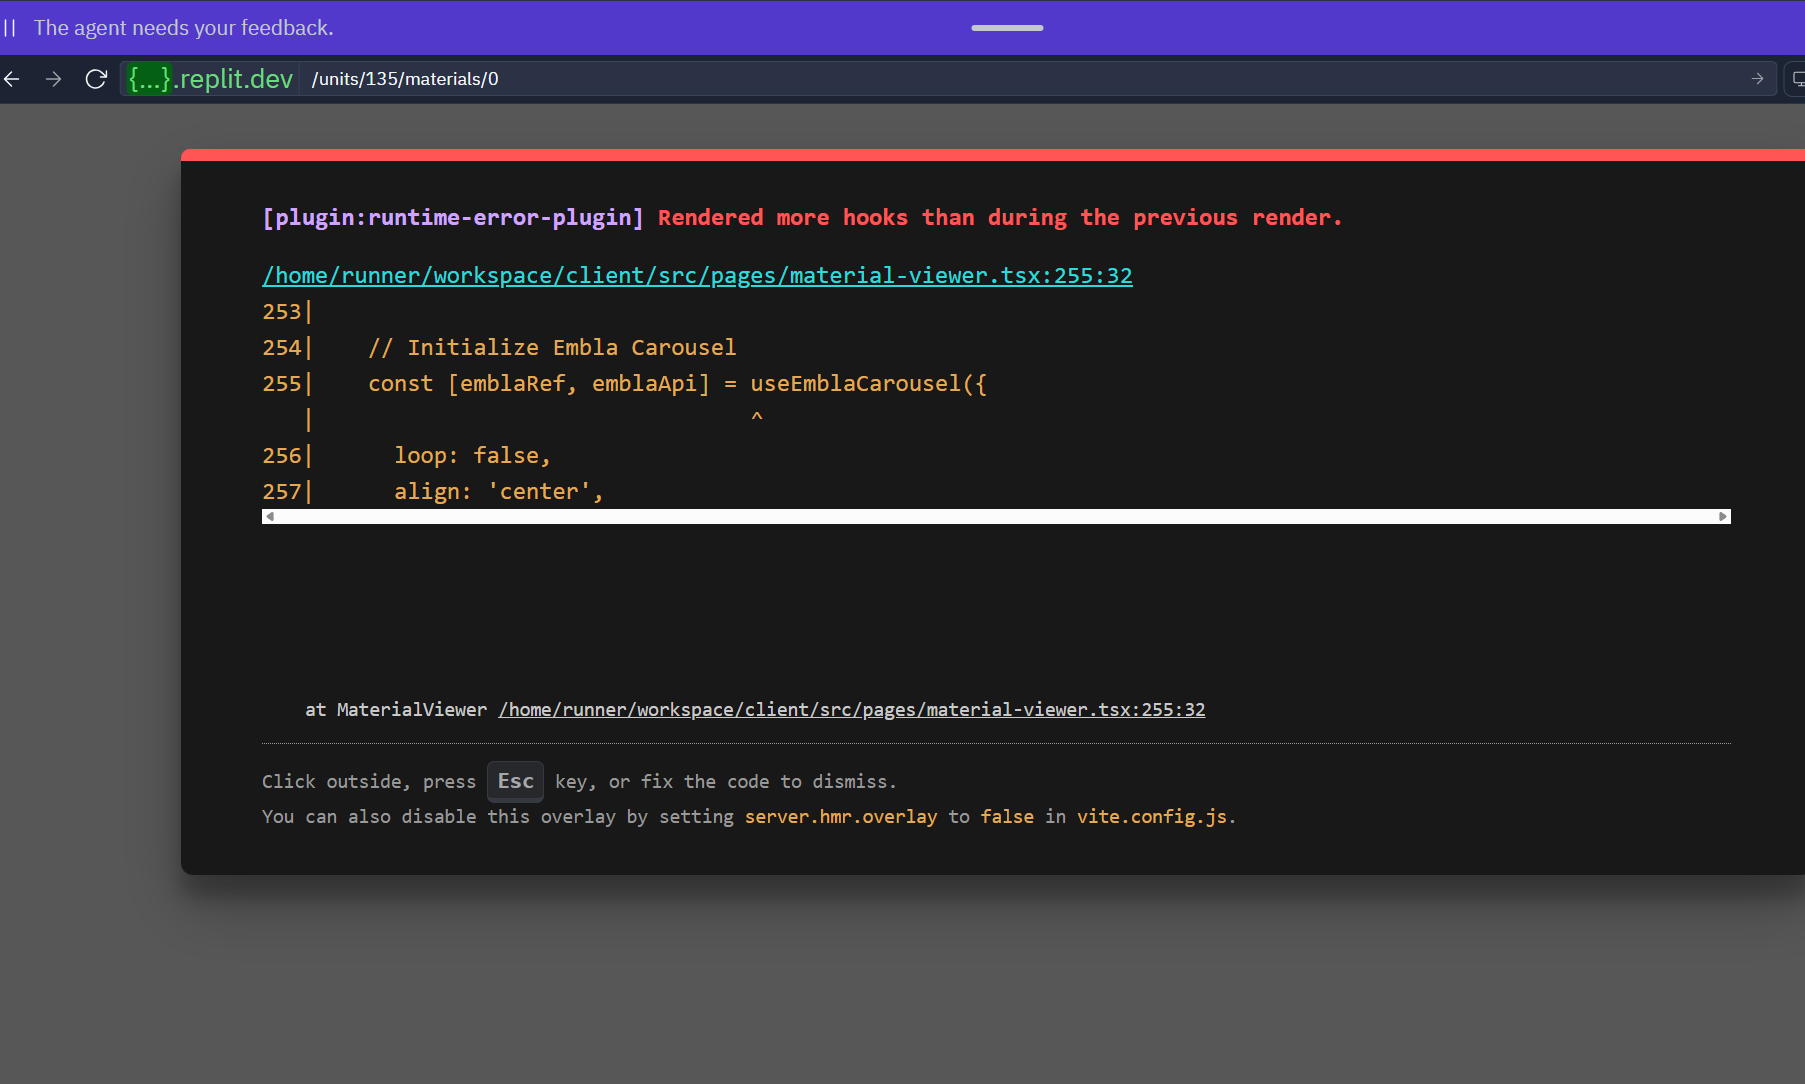 The agent needs your feedback.
{...}.replit.dev /units/135/materials/0
[plugin:runtime-error-plugin] Rendered more hooks than during the previous render.
/home/runner/workspace/client/src/pages/material-viewer.tsx:255:32
253|
254|    // Initialize Embla Carousel
255|    const [emblaRef, emblaApi] = useEmblaCarousel({
   |                                 ^
256|      loop: false,
257|      align: 'center',
at MaterialViewer /home/runner/workspace/client/src/pages/material-viewer.tsx:255:32
Click outside, press Esc key, or fix the code to dismiss.
You can also disable this overlay by setting server.hmr.overlay to false in vite.config.js.